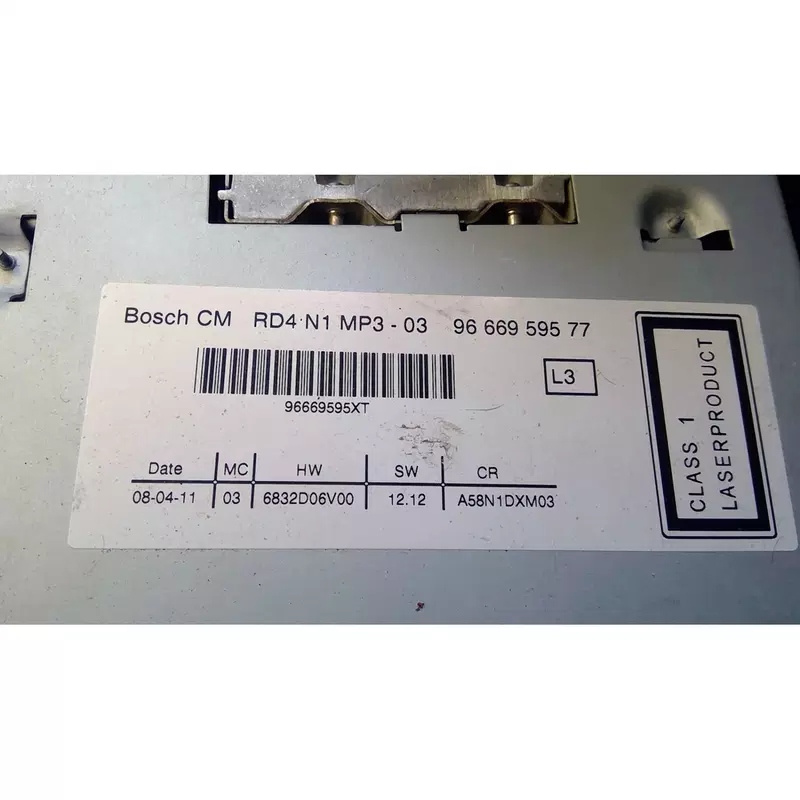 Bosch CM RD4 N1 MP3 - 03 96 669 595 77
L3
96669595XT
Date MC HW SW CR
08-04-11 03 6832D06V00 12.12 A58N1DXM03
CLASS 1
LASERPRODUCT